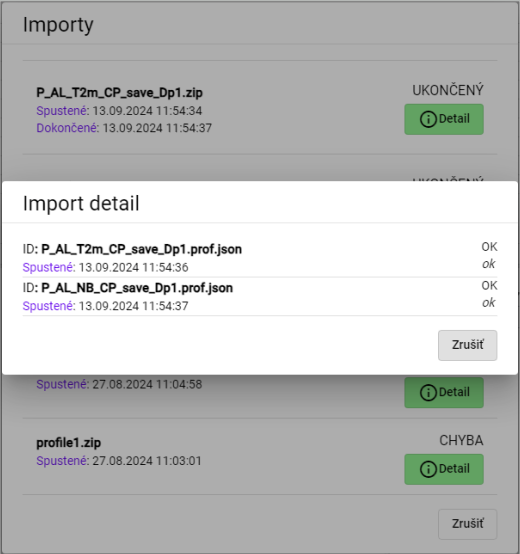 Importy
P_AL_T2m_CP_save_Dp1.zip
UKONČENÝ
Spustené: 13.09.2024 11:54:34
Detail
Dokončené: 13.09.2024 11:54:37
UKONČENÝ
Import detail
ID: P_AL_T2m_CP_save_Dp1.prof.json
OK
Spustené: 13.09.2024 11:54:36
ok
ID: P_AL_NB_CP_save_Dp1.prof.json
OK
Spustené: 13.09.2024 11:54:37
ok
Zrušiť
Spustené: 27.08.2024 11:04:58
Detail
profile1.zip
CHYBA
Spustené: 27.08.2024 11:03:01
Detail
Zrušiť